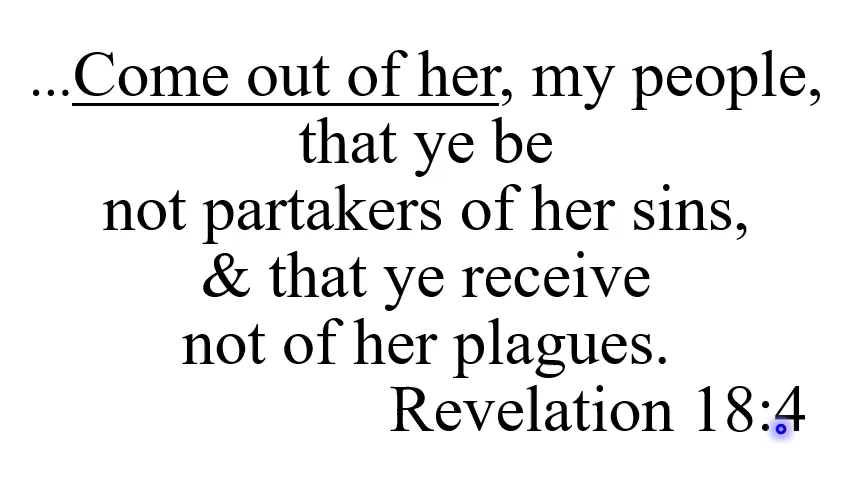 ...Come out of her, my people,
that ye be
not partakers of her sins,
& that ye receive
not of her plagues.
Revelation 18:4